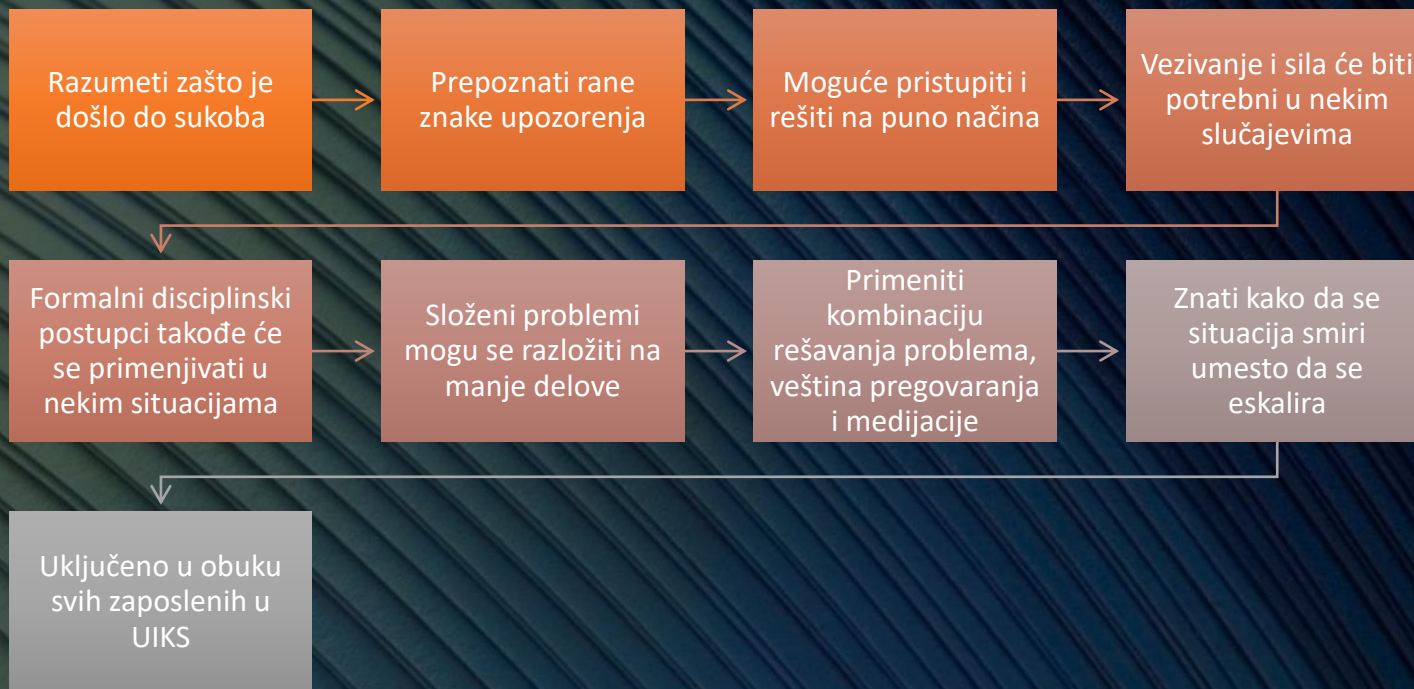 Razumeti zašto je
došlo do sukoba
Prepoznati rane
znake upozorenja
Moguće pristupiti i
rešiti na puno načina
Vezivanje i sila će biti
potrebni u nekim
slučajevima
Formalni disciplinski
postupci takođe će
se primenjivati u
nekim situacijama
Složeni problemi
mogu se razložiti na
manje delove
Primeniti
kombinaciju
rešavanja problema,
veština pregovaranja
i medijacije
Znati kako da se
situacija smiri
umesto da se
eskalira
Uključeno u obuku
svih zaposlenih u
UIKS